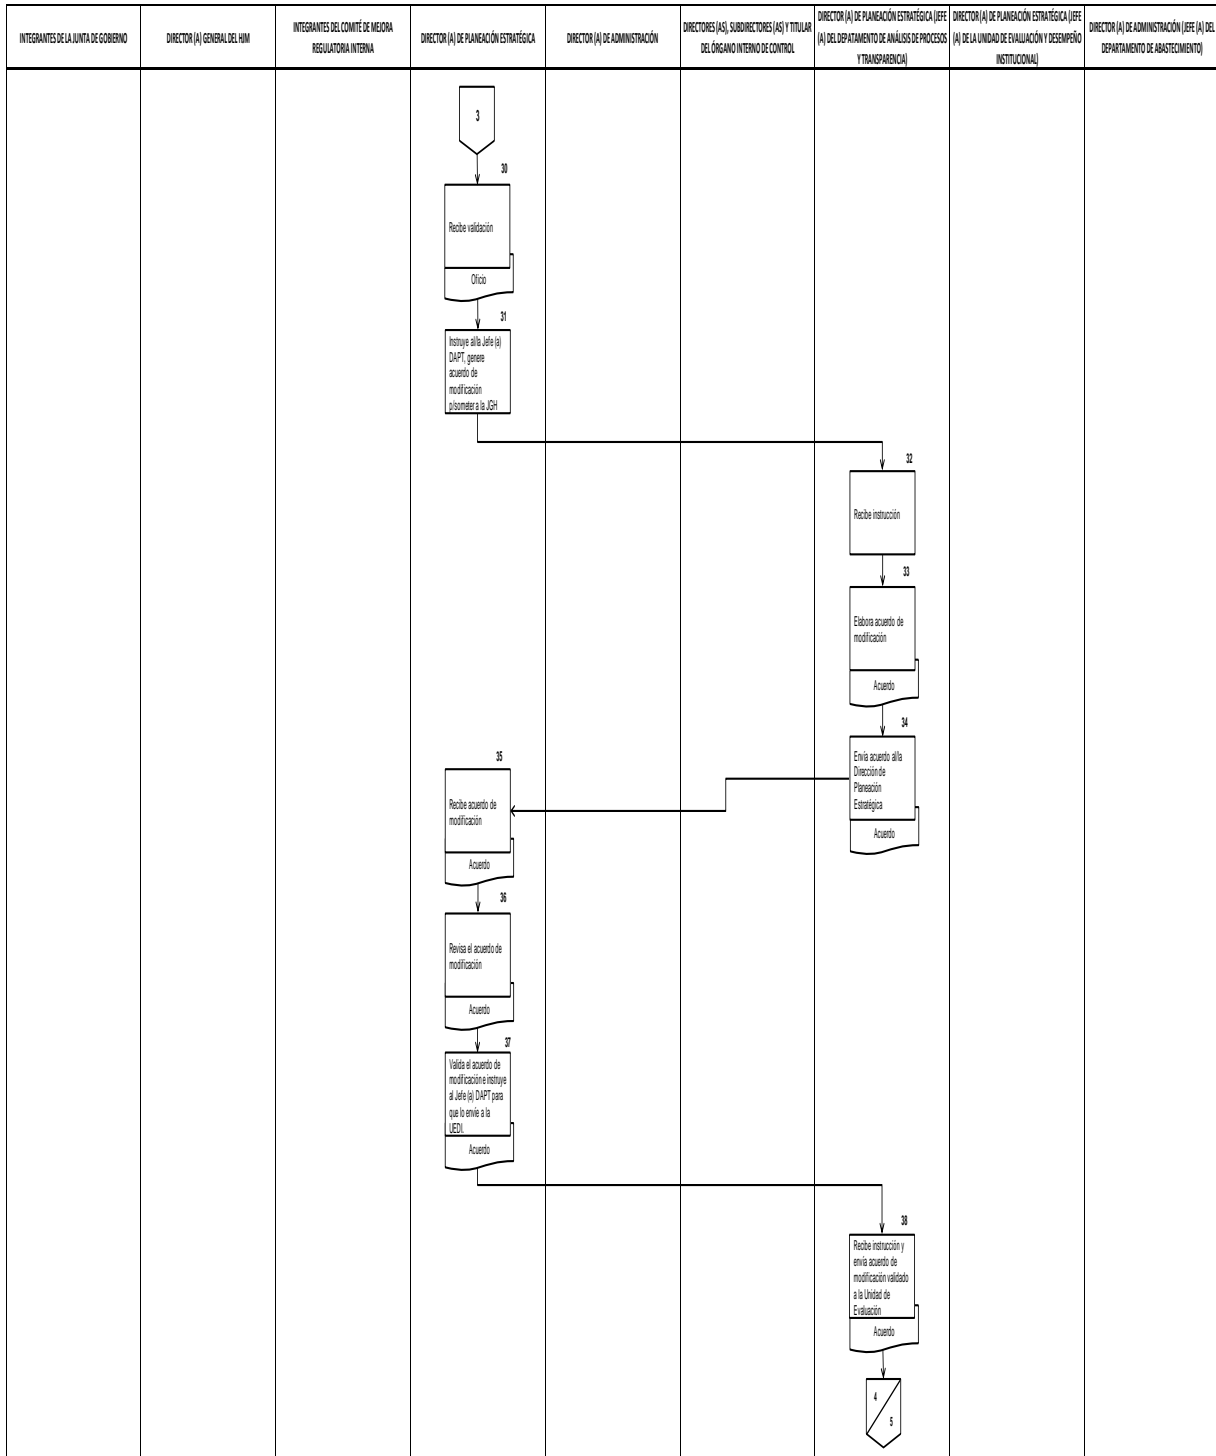 INTEGRANTES DE LA JUNTA DE GOBIERNO
DIRECTOR (A) GENERAL DEL HJM
INTEGRANTES DEL COMITÉ DE MEJORA
REGULATORIA INTERNA
DIRECTOR (A) DE PLANEACIÓN ESTRATÉGICA
DIRECTOR (A) DE ADMINISTRACIÓN
DIRECTORES (AS), SUBDIRECTORES (AS) Y TITULAR
DEL ÓRGANO INTERNO DE CONTROL
DIRECTOR (A) DE PLANEACIÓN ESTRATÉGICA (JEFE
(A) DEL DEPATAMENTO DE ANÁLISIS DE PROCESOS
Y TRANSPARENCIA)
DIRECTOR (A) DE PLANEACIÓN ESTRATÉGICA (JEFE
(A) DE LA UNIDAD DE EVALUACIÓN Y DESEMPEÑO
INSTITUCIONAL)
DIRECTOR (A) DE ADMINISTRACIÓN (JEFE (A) DEL
DEPARTAMENTO DE ABASTECIMIENTO)
3
30
Recibe validación
Oficio
31
Instruye al/la Jefe (a)
DAPT, genere
acuerdo de
modificación
p/someter a la JGH
32
Recibe instrucción
33
Elabora acuerdo de
modificación
Acuerdo
34
Envía acuerdo al/la
Dirección de
Planeación
Estratégica
Acuerdo
35
Recibe acuerdo de
modificación
Acuerdo
36
Revisa el acuerdo de
modificación
Acuerdo
37
Valida el acuerdo de
modificación e instruye
al Jefe (a) DAPT para
que lo envíe a la
UEDI.
Acuerdo
38
Recibe instrucción y
envía acuerdo de
modificación validado
a la Unidad de
Evaluación
Acuerdo
4
5